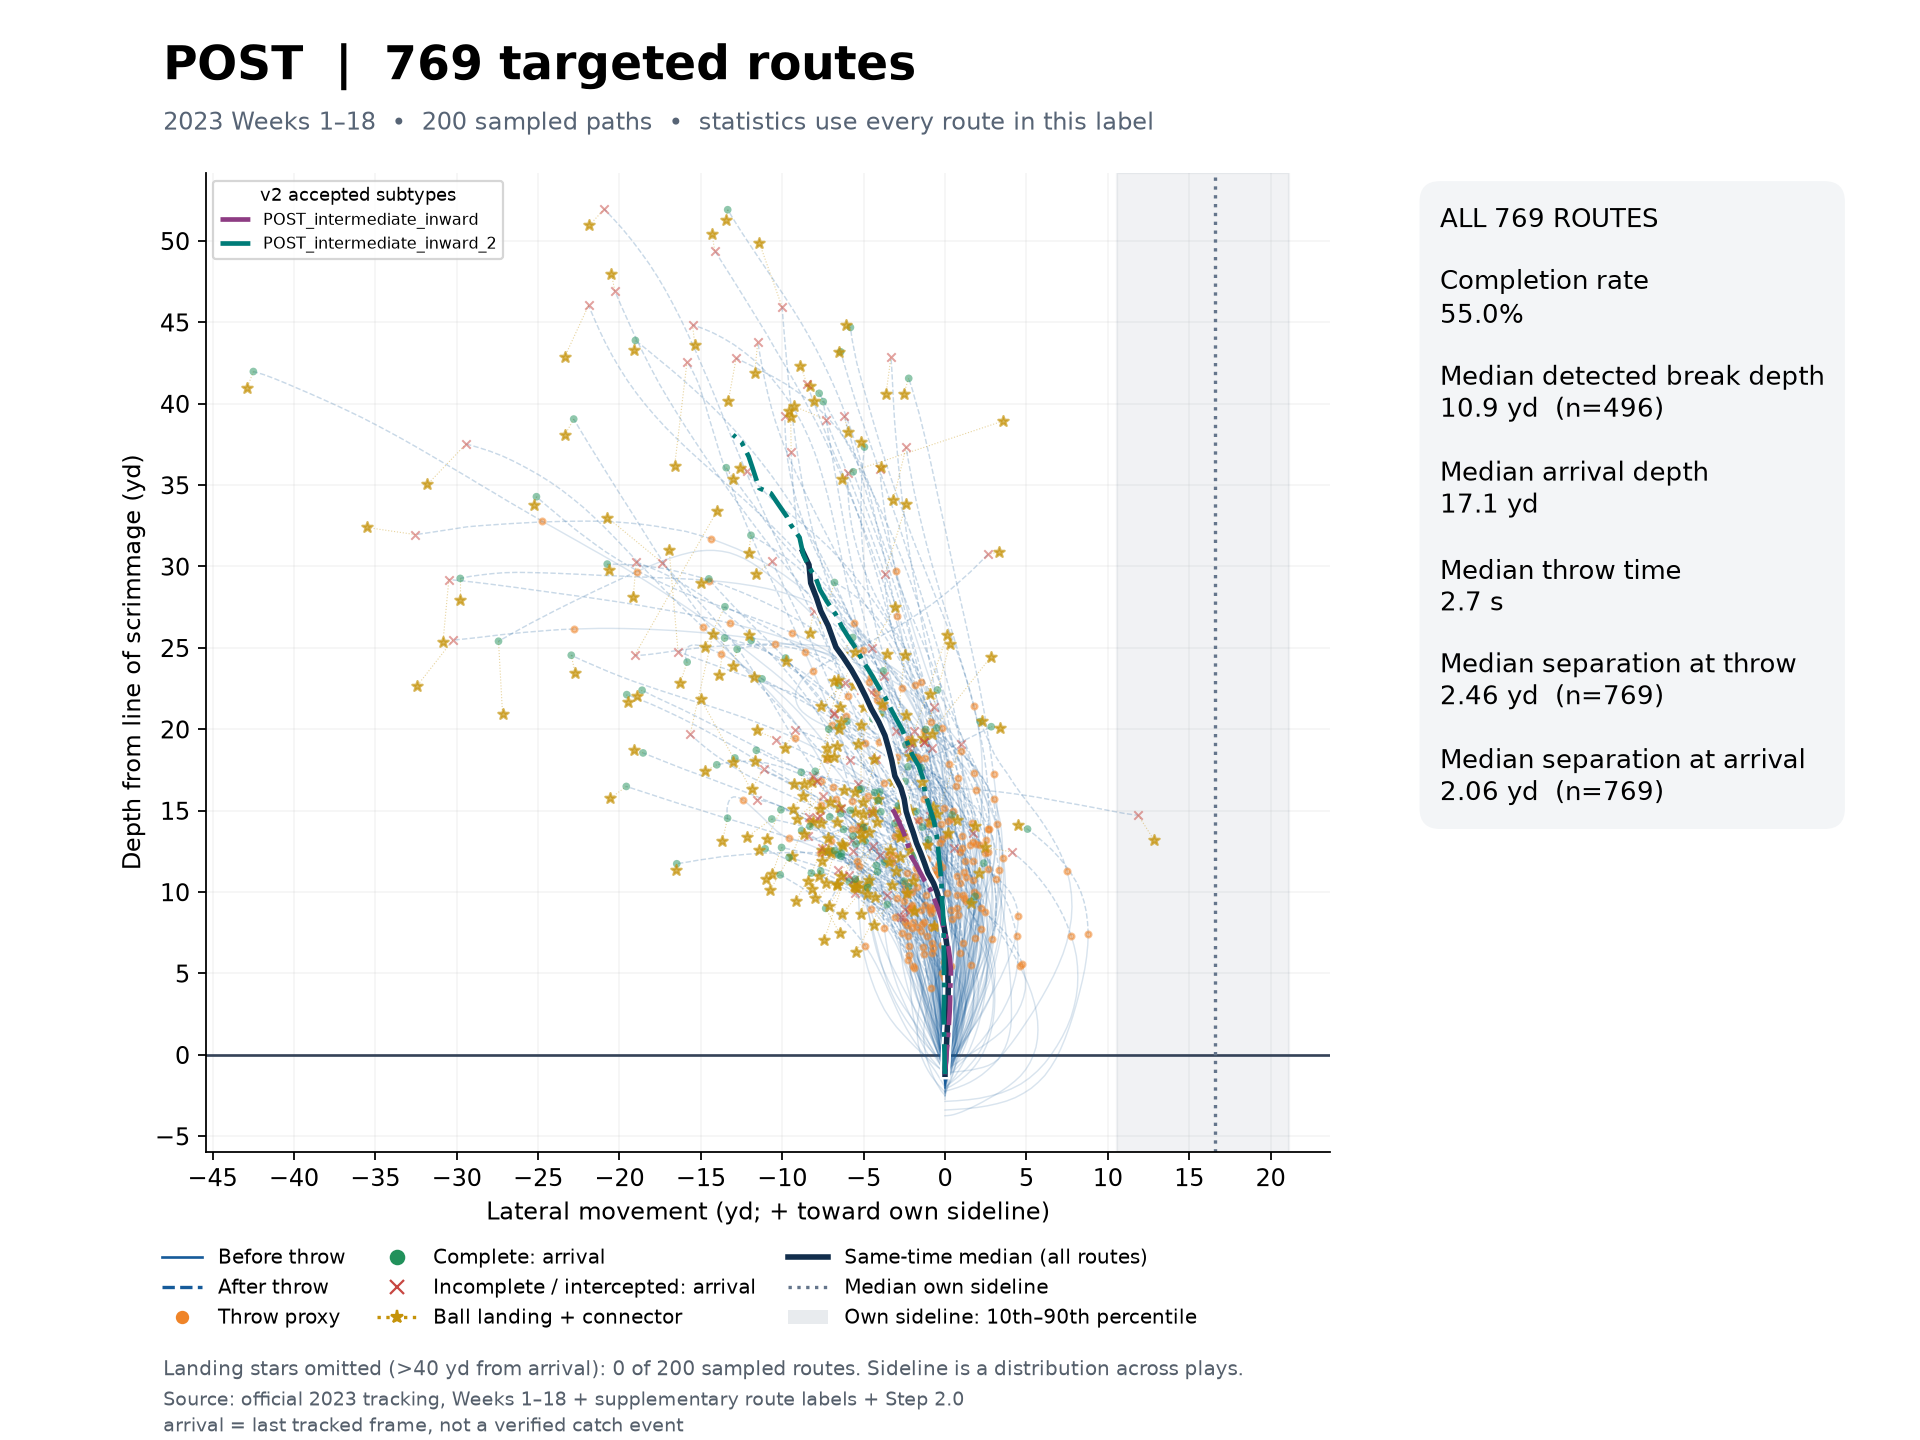 POST | 769 targeted routes
2023 Weeks 1–18 • 200 sampled paths • statistics use every route in this label
v2 accepted subtypes
POST_intermediate_inward
POST_intermediate_inward_2
50
45
40
35
30
25
20
15
10
5
0
−5
Depth from line of scrimmage (yd)
−45
−40
−35
−30
−25
−20
−15
−10
−5
0
5
10
15
20
Lateral movement (yd; + toward own sideline)
ALL 769 ROUTES
Completion rate
55.0%
Median detected break depth
10.9 yd (n=496)
Median arrival depth
17.1 yd
Median throw time
2.7 s
Median separation at throw
2.46 yd (n=769)
Median separation at arrival
2.06 yd (n=769)
Before throw
After throw
Throw proxy
Complete: arrival
Incomplete / intercepted: arrival
Ball landing + connector
Same-time median (all routes)
Median own sideline
Own sideline: 10th–90th percentile
Landing stars omitted (>40 yd from arrival): 0 of 200 sampled routes. Sideline is a distribution across plays.
Source: official 2023 tracking, Weeks 1–18 + supplementary route labels + Step 2.0
arrival = last tracked frame, not a verified catch event